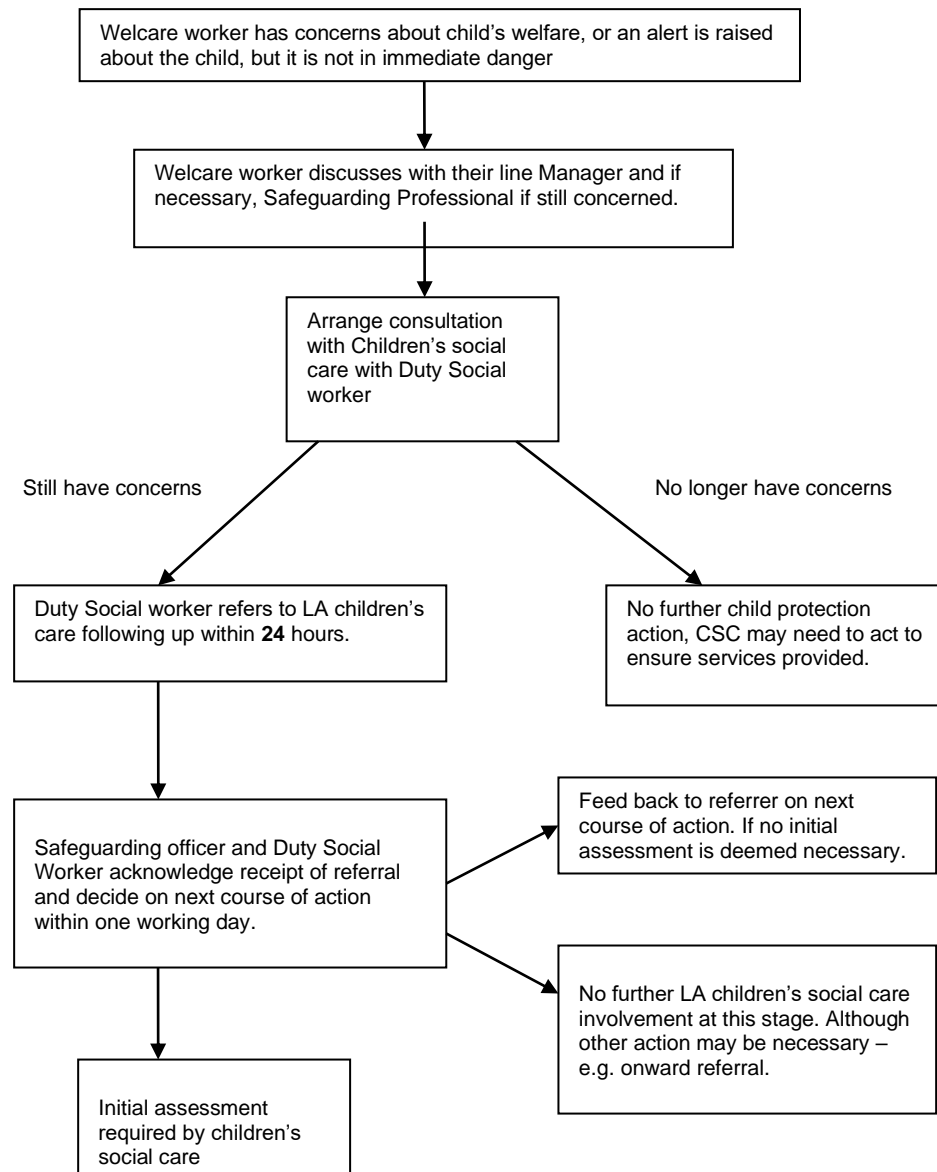 Welcare worker has concerns about child’s welfare, or an alert is raised
about the child, but it is not in immediate danger
Welcare worker discusses with their line Manager and if
necessary, Safeguarding Professional if still concerned.
Arrange consultation
with Children’s social
care with Duty Social
worker
Still have concerns
No longer have concerns
Duty Social worker refers to LA children’s
care following up within 24 hours.
No further child protection
action, CSC may need to act to
ensure services provided.
Safeguarding officer and Duty Social
Worker acknowledge receipt of referral
and decide on next course of action
within one working day.
Feed back to referrer on next
course of action. If no initial
assessment is deemed necessary.
No further LA children’s social care
involvement at this stage. Although
other action may be necessary –
e.g. onward referral.
Initial assessment
required by children’s
social care